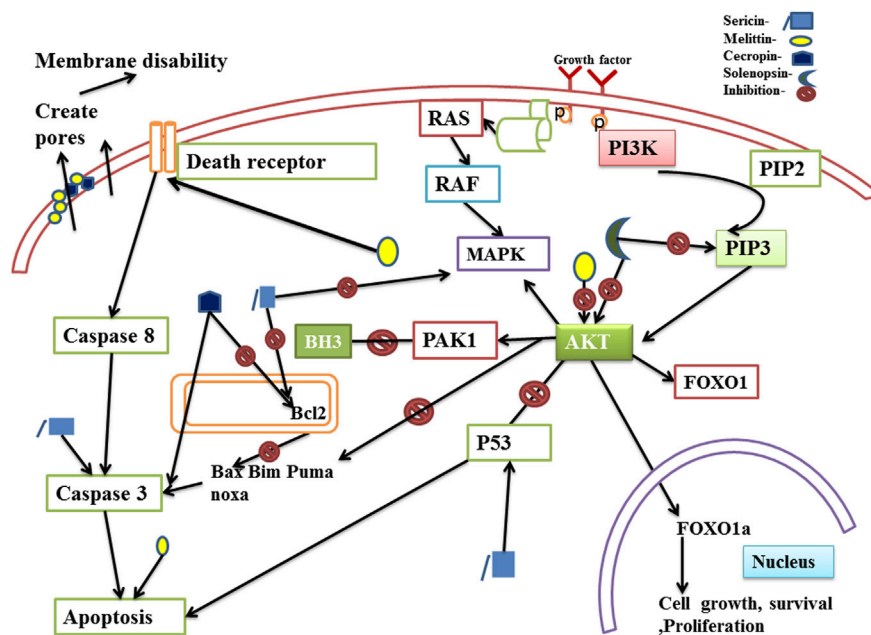 Sericin-
Melittin-
Cecropin-
Solenopsin-
Inhibition-
Membrane disability
Growth factor
Create
pores
RAS
p
p
Death receptor
PI3K
PIP2
RAF
MAPK
PIP3
Caspase 8
BH3
PAK1
AKT
FOXO1
Bcl2
P53
Bax Bim Puma
noxa
Caspase 3
FOXO1a
Nucleus
Apoptosis
Cell growth, survival
,Proliferation